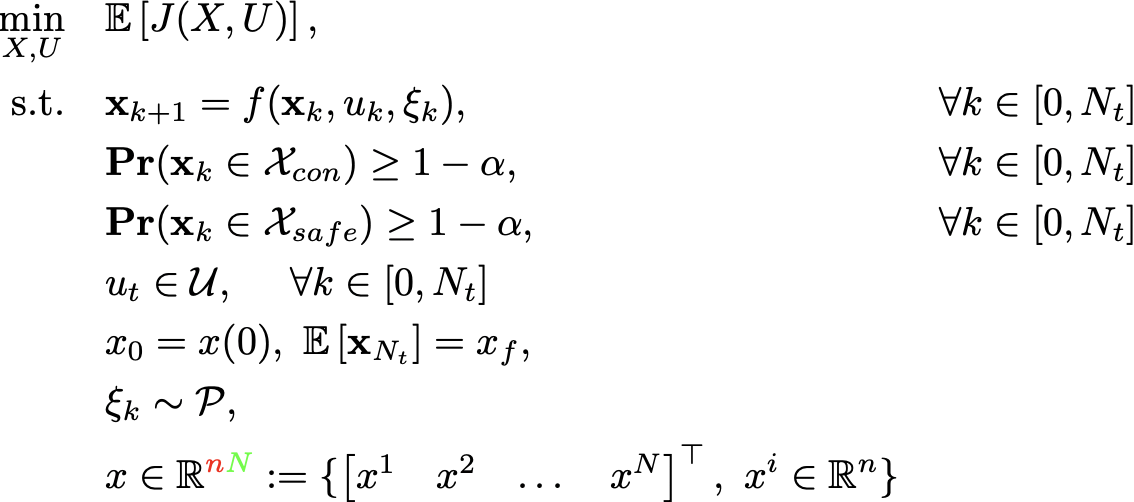 min_{X,U} 𝔼[J(X, U)],
s.t. 𝐱_{k+1} = f(𝐱_k, u_k, ξ_k), ∀k ∈ [0, N_t]
𝐏𝐫(𝐱_k ∈ 𝒳_{con}) ≥ 1 − α, ∀k ∈ [0, N_t]
𝐏𝐫(𝐱_k ∈ 𝒳_{safe}) ≥ 1 − α, ∀k ∈ [0, N_t]
u_t ∈ 𝒰, ∀k ∈ [0, N_t]
x_0 = x(0), 𝔼[𝐱_{N_t}] = x_f,
ξ_k ∼ 𝒫,
x ∈ ℝ^{nN} := {[x^1 x^2 … x^N]^⊤, x^i ∈ ℝ^n}